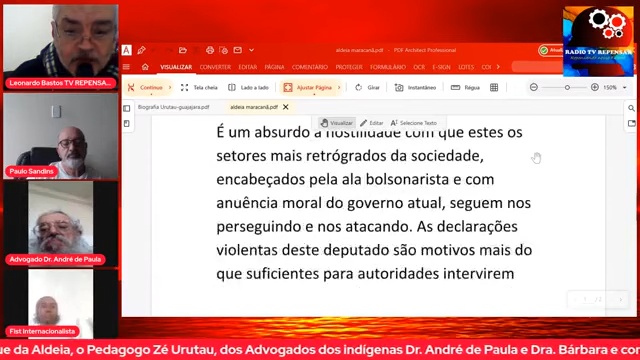 Leonardo Bastos TV REPENSA...
Paulo Sandins
Advogado Dr. André de Paula
Fist Internacionalista
aldeia maracanã.pdf - PDF Architect Professional
VISUALIZAR
CRIAR E CONVERTER
INSERIR
COMENTÁRIO
PROTEGER
FORMULÁRIO
OCR
E-SIGN
LOTES
EDITAR
Contínuo
Tela cheia
Lado a lado
Ajustar Página
Instantâneo
Régua
150%
Biografia Urutau-guajajara.pdf
aldeia maracanã.pdf
Visualizar
Editar
Selecione Texto
É um absurdo a hostilidade com que estes os
setores mais retrógrados da sociedade,
encabeçados pela ala bolsonarista e com
anuência moral do governo atual, seguem nos
perseguindo e nos atacando. As declarações
violentas deste deputado são motivos mais do
que suficientes para autoridades intervirem
RADIO TV REPENSAR
ue da Aldeia, o Pedagogo Zé Urutau, dos Advogados dos indígenas Dr. André de Paula e Dra. Bárbara e co